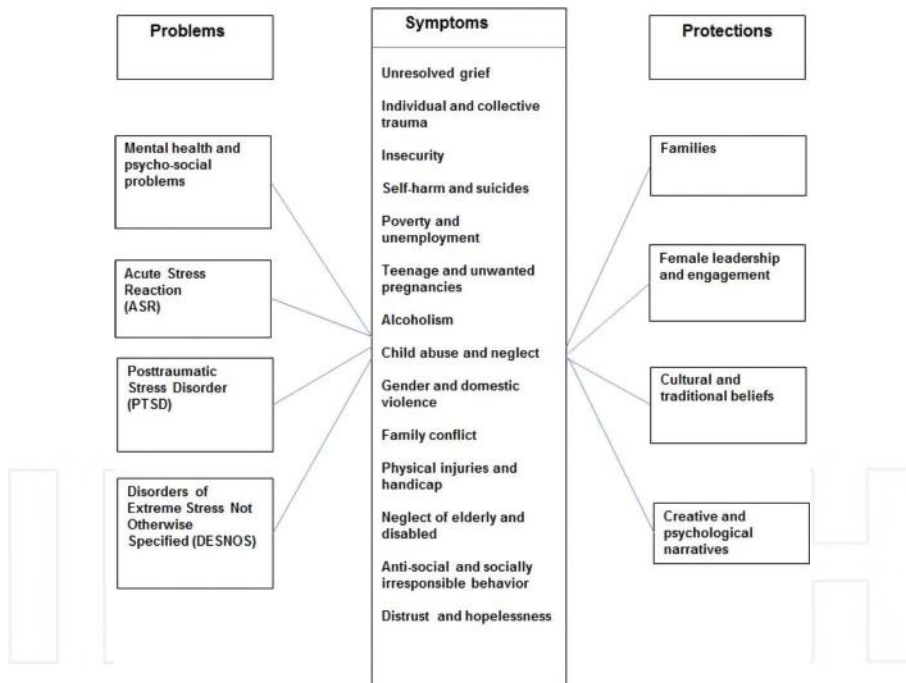 Problems
Mental health and
psycho-social
problems
Acute Stress
Reaction
(ASR)
Posttraumatic
Stress Disorder
(PTSD)
Disorders of
Extreme Stress Not
Otherwise
Specified (DESNOS)
Symptoms
Unresolved grief
Individual and collective
trauma
Insecurity
Self-harm and suicides
Poverty and
unemployment
Teenage and unwanted
pregnancies
Alcoholism
Child abuse and neglect
Gender and domestic
violence
Family conflict
Physical injuries and
handicap
Neglect of elderly and
disabled
Anti-social and socially
irresponsible behavior
Distrust and hopelessness
Protections
Families
Female leadership
and engagement
Cultural and
traditional beliefs
Creative and
psychological
narratives